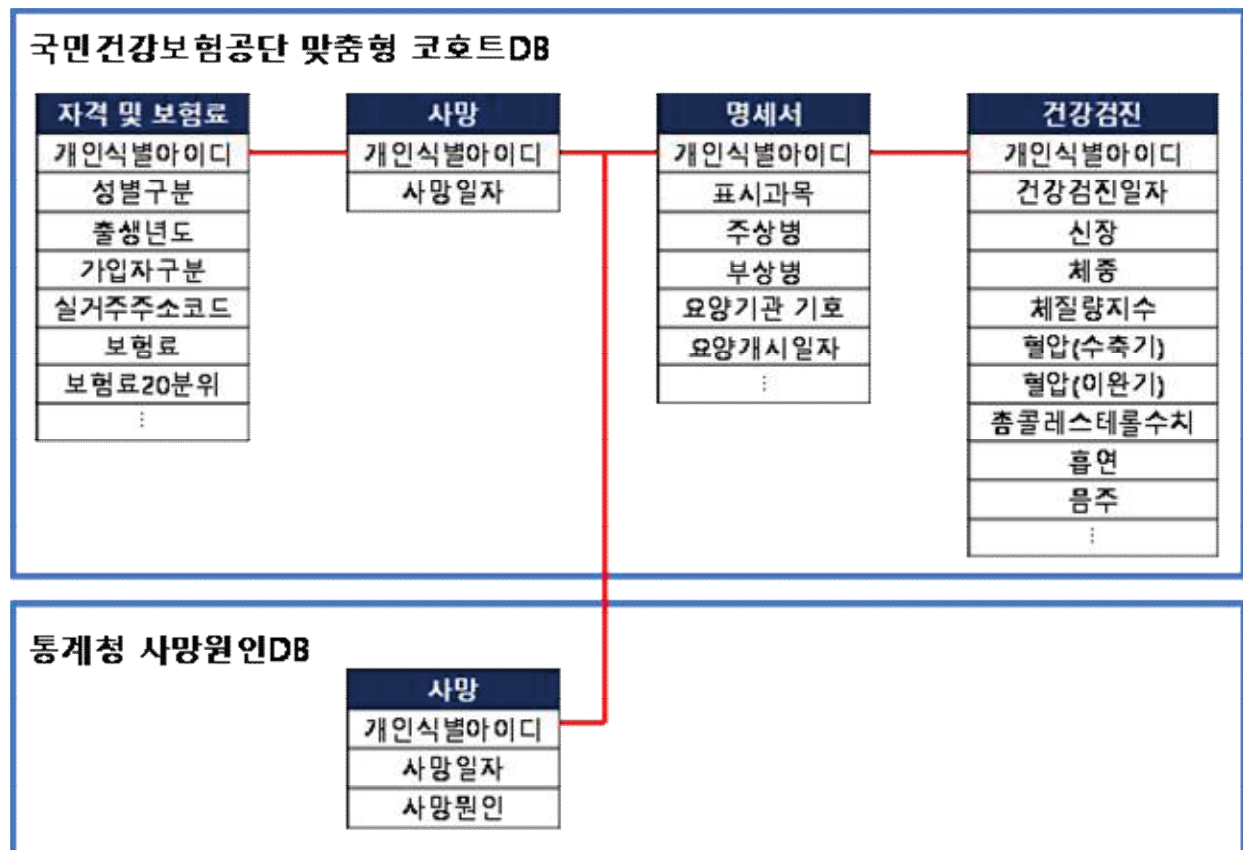 국민건강보험공단 맞춤형 코호트DB
자격 및 보험료
개인식별아이디
성별구분
출생년도
가입자구분
실거주주소코드
보험료
보험료20분위
⋮
사망
개인식별아이디
사망일자
명세서
개인식별아이디
표시과목
주상병
부상병
요양기관 기호
요양개시일자
⋮
건강검진
개인식별아이디
건강검진일자
신장
체중
체질량지수
혈압(수축기)
혈압(이완기)
총콜레스테롤수치
흡연
음주
⋮
통계청 사망원인DB
사망
개인식별아이디
사망일자
사망원인